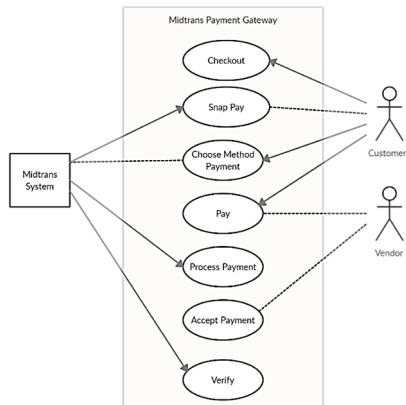 Midtrans Payment Gateway
Checkout
Snap Pay
Choose Method
Payment
Pay
Process Payment
Accept Payment
Verify
Midtrans
System
Customer
Vendor